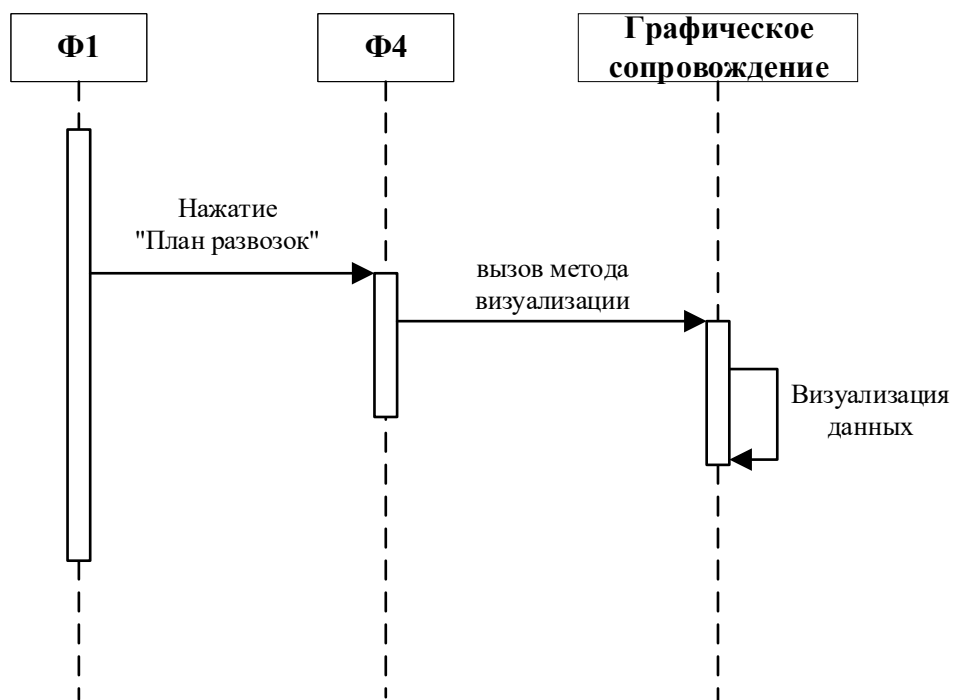 Ф1
Ф4
Графическое
сопровождение
Нажатие
"План развозок"
вызов метода
визуализации
Визуализация
данных